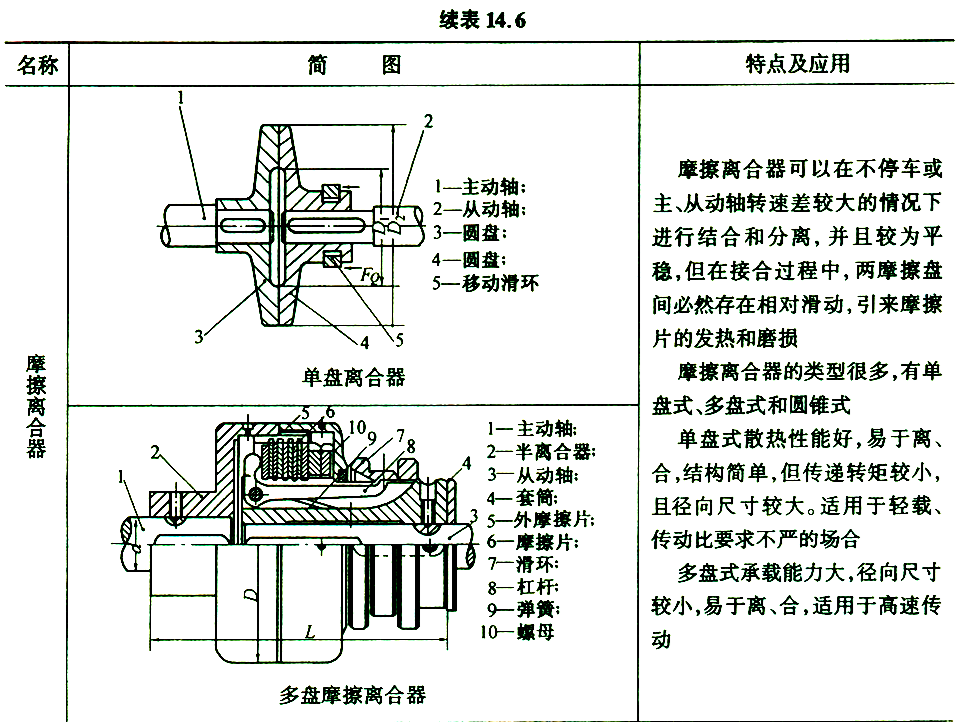 续表 14.6
名称 简 图 特点及应用
摩擦离合器
1 2
D1 D2
FQ
3 4 5
1—主动轴;
2—从动轴;
3—圆盘;
4—圆盘;
5—移动滑环
单盘离合器
5 6
10 9 7 8
2 4
1 3
d
D
L
1—主动轴;
2—半离合器;
3—从动轴;
4—套筒;
5—外摩擦片;
6—摩擦片;
7—滑环;
8—杠杆;
9—弹簧;
10—螺母
多盘摩擦离合器
摩擦离合器可以在不停车或
主、从动轴转速差较大的情况下
进行结合和分离,并且较为平
稳,但在接合过程中,两摩擦盘
间必然存在相对滑动,引来摩擦
片的发热和磨损
摩擦离合器的类型很多,有单
盘式、多盘式和圆锥式
单盘式散热性能好,易于离、
合,结构简单,但传递转矩较小,
且径向尺寸较大。适用于轻载、
传动比要求不严的场合
多盘式承载能力大,径向尺寸
较小,易于离、合,适用于高速传
动